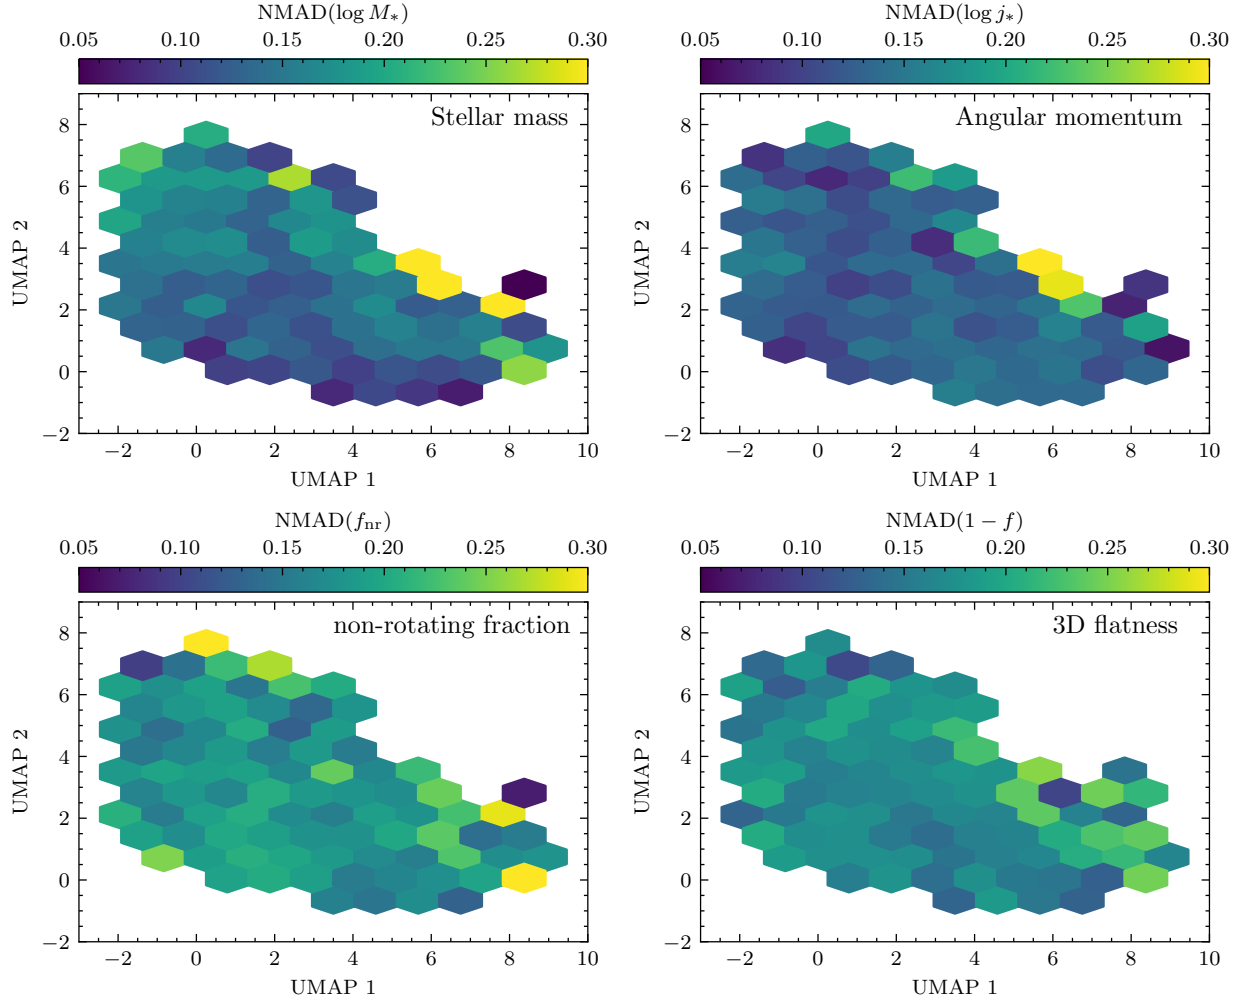 NMAD(log M*) NMAD(log j*)
0.05 0.10 0.15 0.20 0.25 0.30 0.05 0.10 0.15 0.20 0.25 0.30
Stellar mass Angular momentum
8 8
6 6
4 4
2 2
0 0
−2 −2
UMAP 2 UMAP 2
−2 0 2 4 6 8 10 −2 0 2 4 6 8 10
UMAP 1 UMAP 1
NMAD(fnr) NMAD(1 − f)
0.05 0.10 0.15 0.20 0.25 0.30 0.05 0.10 0.15 0.20 0.25 0.30
non-rotating fraction 3D flatness
8 8
6 6
4 4
2 2
0 0
−2 −2
UMAP 2 UMAP 2
−2 0 2 4 6 8 10 −2 0 2 4 6 8 10
UMAP 1 UMAP 1